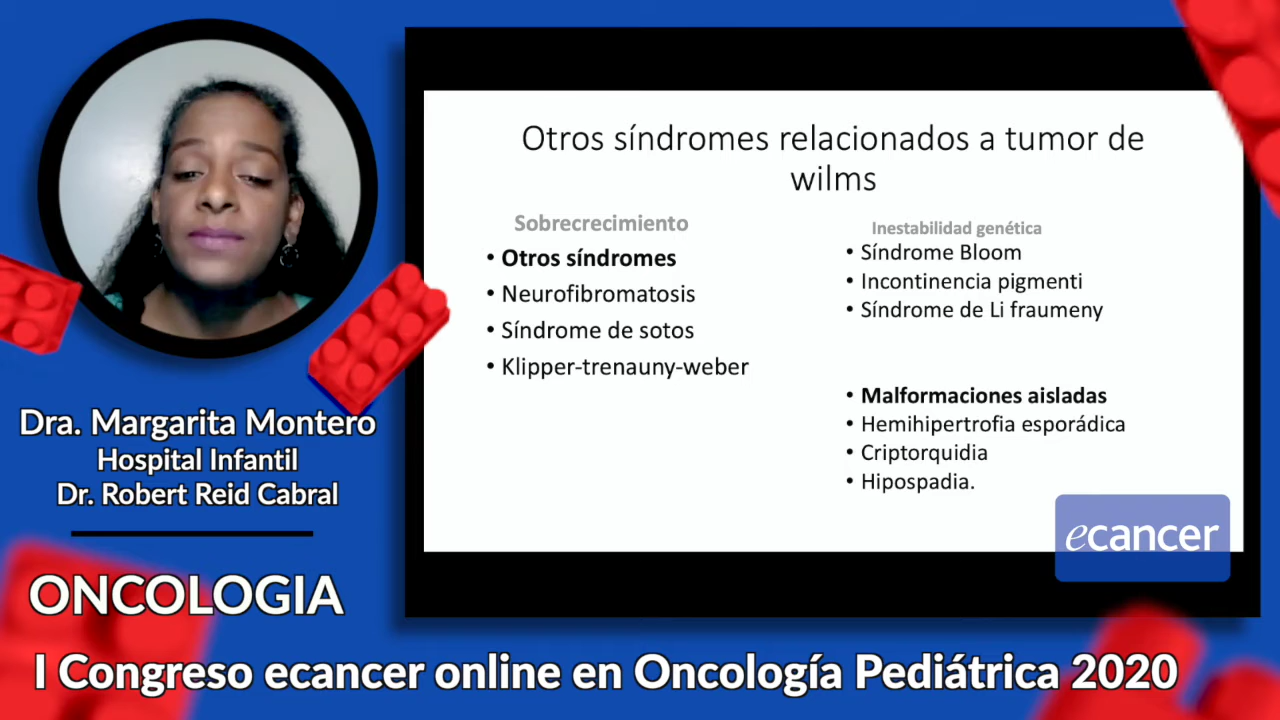 Otros síndromes relacionados a tumor de
wilms
Sobrecrecimiento
• Otros síndromes
• Neurofibromatosis
• Síndrome de sotos
• Klipper-trenauny-weber
Inestabilidad genética
• Síndrome Bloom
• Incontinencia pigmenti
• Síndrome de Li fraumeny
• Malformaciones aisladas
• Hemihipertrofia esporádica
• Criptorquidia
• Hipospadia.
ecancer
Dra. Margarita Montero
Hospital Infantil
Dr. Robert Reid Cabral
ONCOLOGIA
I Congreso ecancer online en Oncología Pediátrica 2020